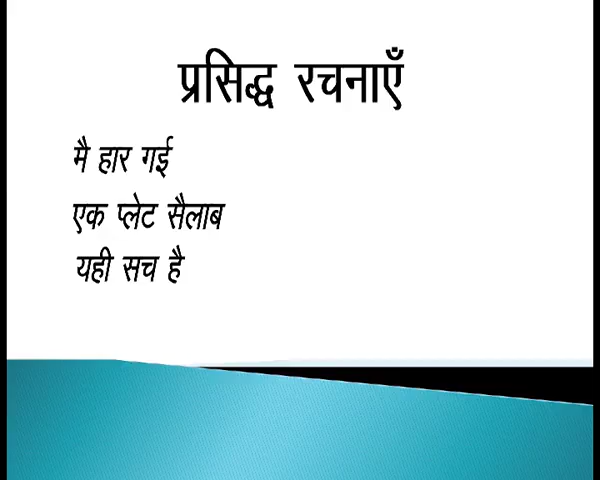 प्रसिद्ध रचनाएँ
मै हार गई
एक प्लेट सैलाब
यही सच है